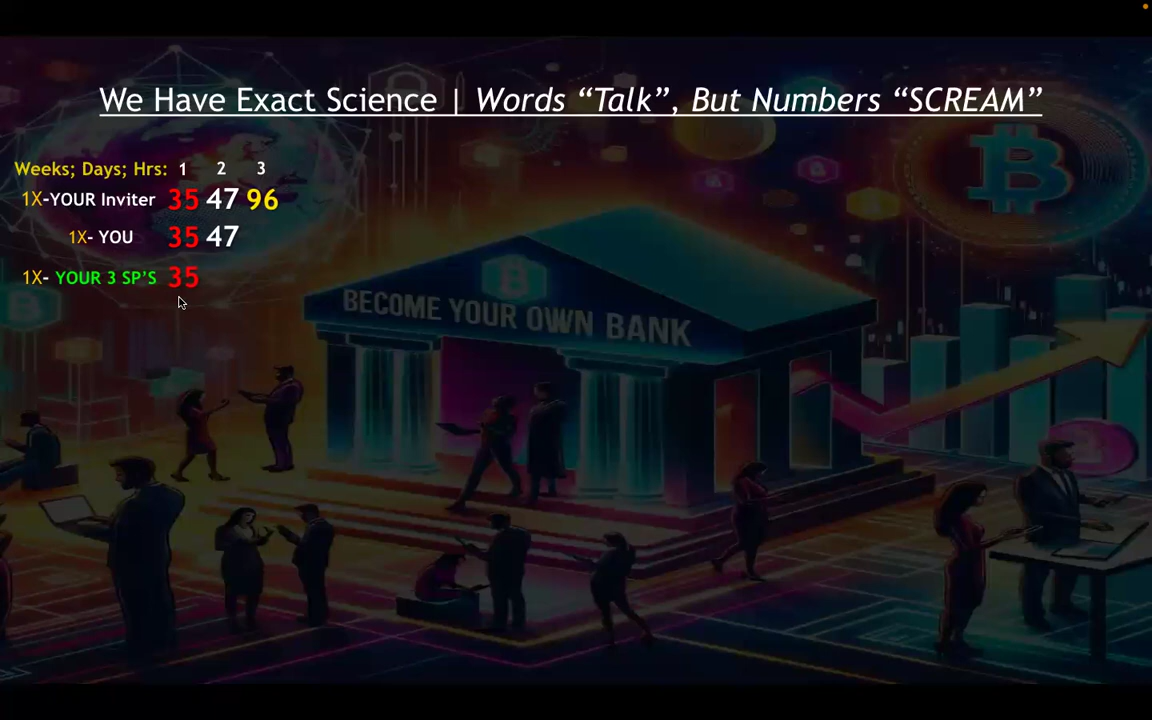 We Have Exact Science | Words “Talk”, But Numbers “SCREAM”
Weeks; Days; Hrs: 1 2 3
1X-YOUR Inviter 35 47 96
1X- YOU 35 47
1X- YOUR 3 SP’S 35
BECOME YOUR OWN BANK